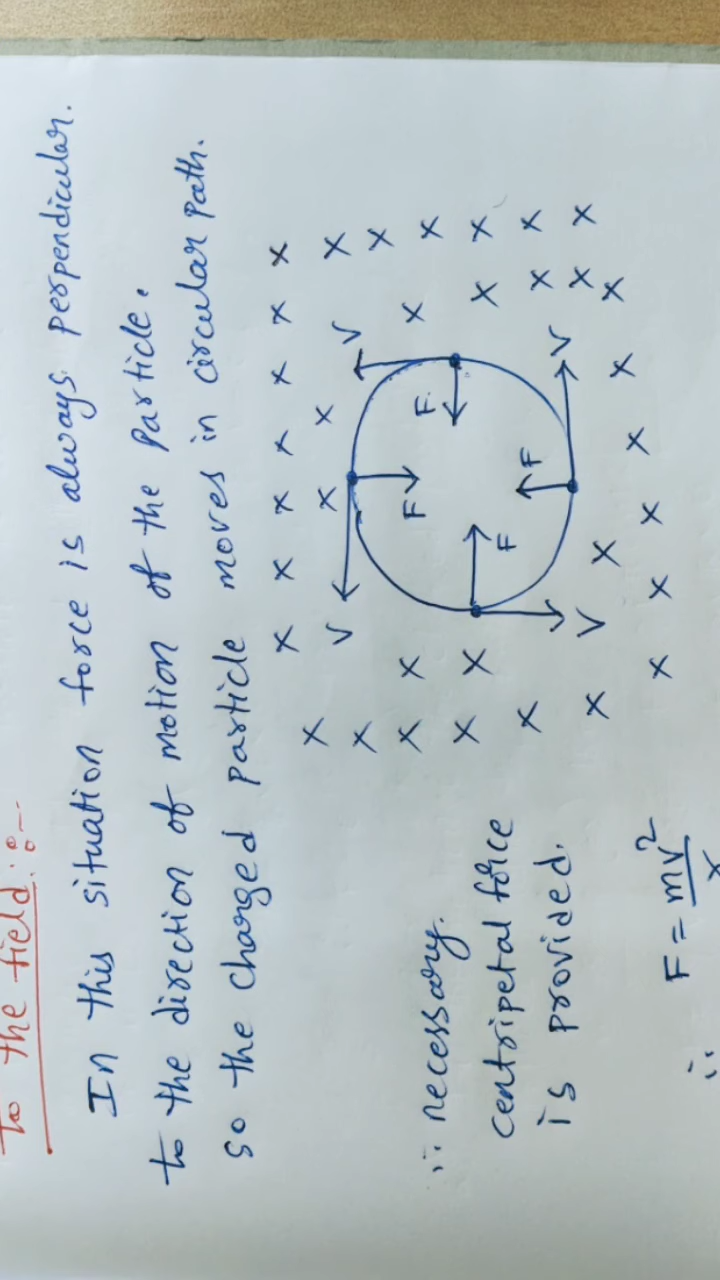 to the field :-
In this situation force is always perpendicular.
to the direction of motion of the particle.
so the charged particle moves in circular path.
x x x x x x x
x x x x
x x x x
x x x
x x x
x x x
x x x x
x x x x x
V
V
V
V
F
F
F
F
∴ necessary.
centripetal force
is provided.
∴ F = mv²